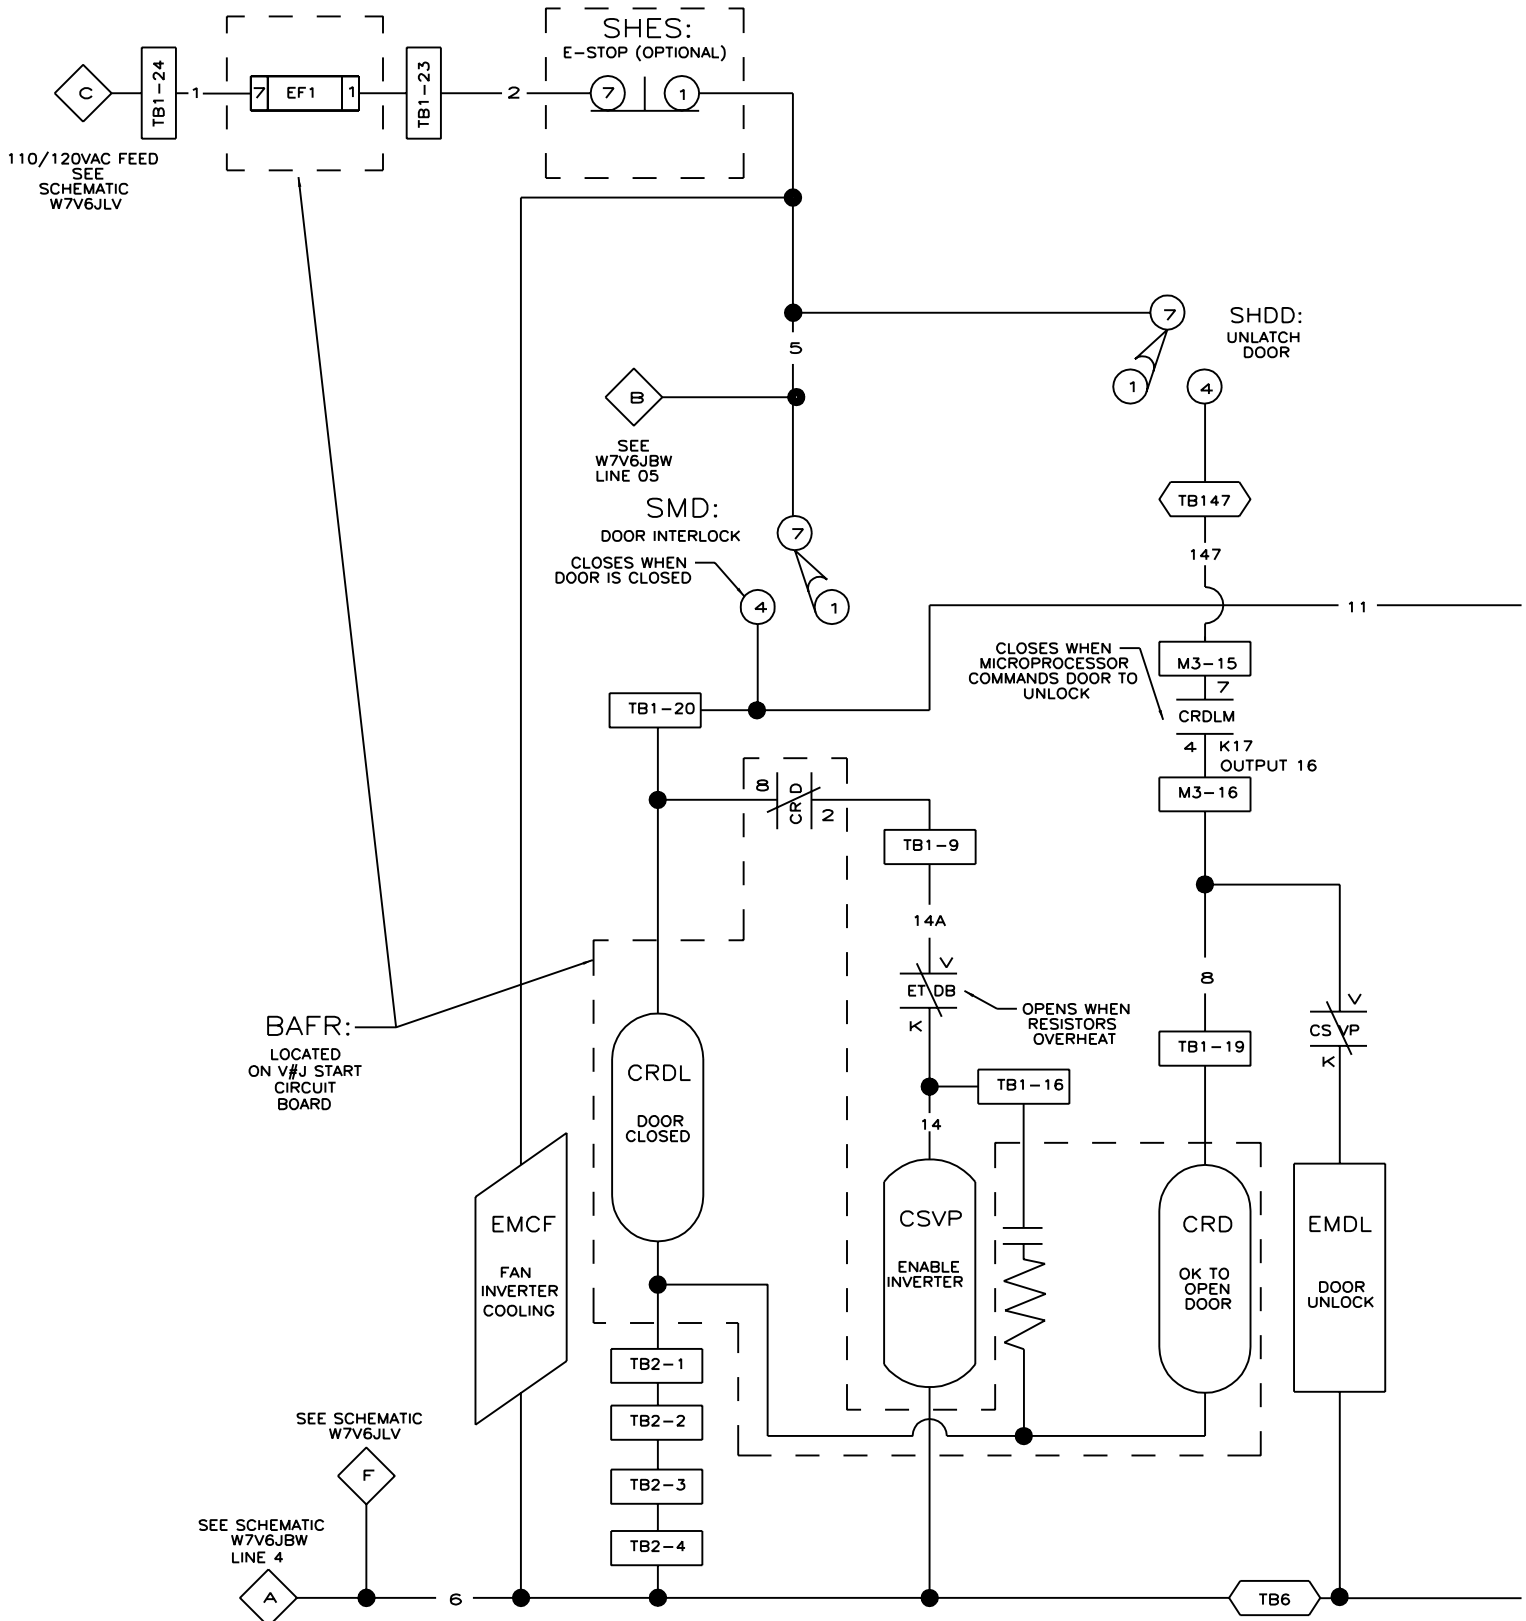 SHES:
E-STOP (OPTIONAL)
C
TB1-24
1
7
EF1
1
TB1-23
2
7
1
110/120VAC FEED
SEE
SCHEMATIC
W7V6JLV
7
SHDD:
UNLATCH
DOOR
5
1
4
B
SEE
W7V6JBW
LINE 05
TB147
SMD:
DOOR INTERLOCK
7
147
CLOSES WHEN
DOOR IS CLOSED
4
1
11
CLOSES WHEN
MICROPROCESSOR
COMMANDS DOOR TO
UNLOCK
M3-15
7
CRDLM
4
K17
OUTPUT 16
M3-16
TB1-20
8
CRD
2
TB1-9
14A
V
ET DB
K
OPENS WHEN
RESISTORS
OVERHEAT
8
V
CSVP
K
TB1-19
BAFR:
LOCATED
ON V#J START
CIRCUIT
BOARD
CRDL
DOOR
CLOSED
TB1-16
14
EMCF
FAN
INVERTER
COOLING
CSVP
ENABLE
INVERTER
CRD
OK TO
OPEN
DOOR
EMDL
DOOR
UNLOCK
TB2-1
TB2-2
TB2-3
TB2-4
SEE SCHEMATIC
W7V6JLV
F
SEE SCHEMATIC
W7V6JBW
LINE 4
A
6
TB6